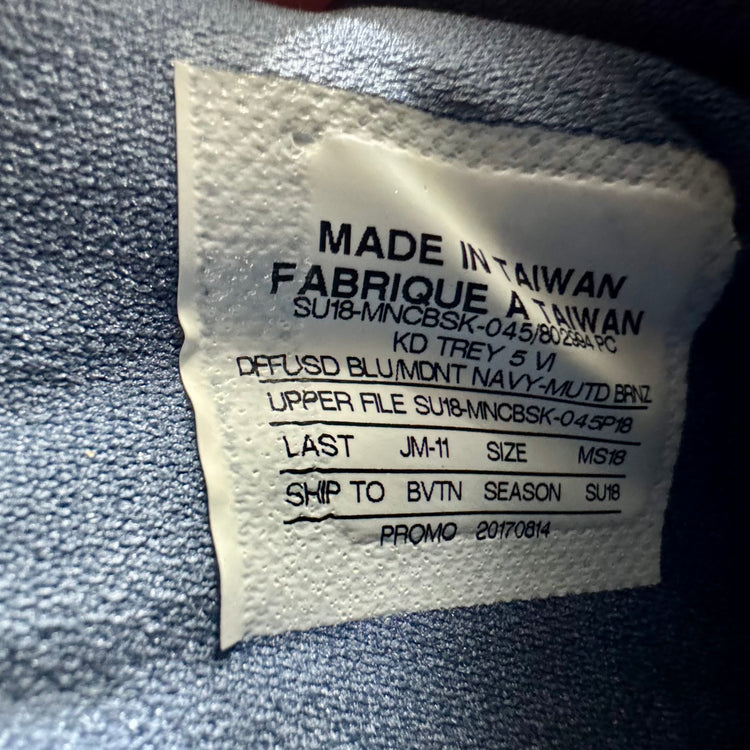 MADE IN TAIWAN
FABRIQUE A TAIWAN
SU18-MNCBSK-045/802994 PC
KD TREY 5 VI
DFFUSD BLU/MDNT NAVY-MUTD BRNZ
UPPER FILE SU18-MNCBSK-045P18
LAST JM-11 SIZE MS18
SHIP TO BVTN SEASON SU18
PROMO 20170814